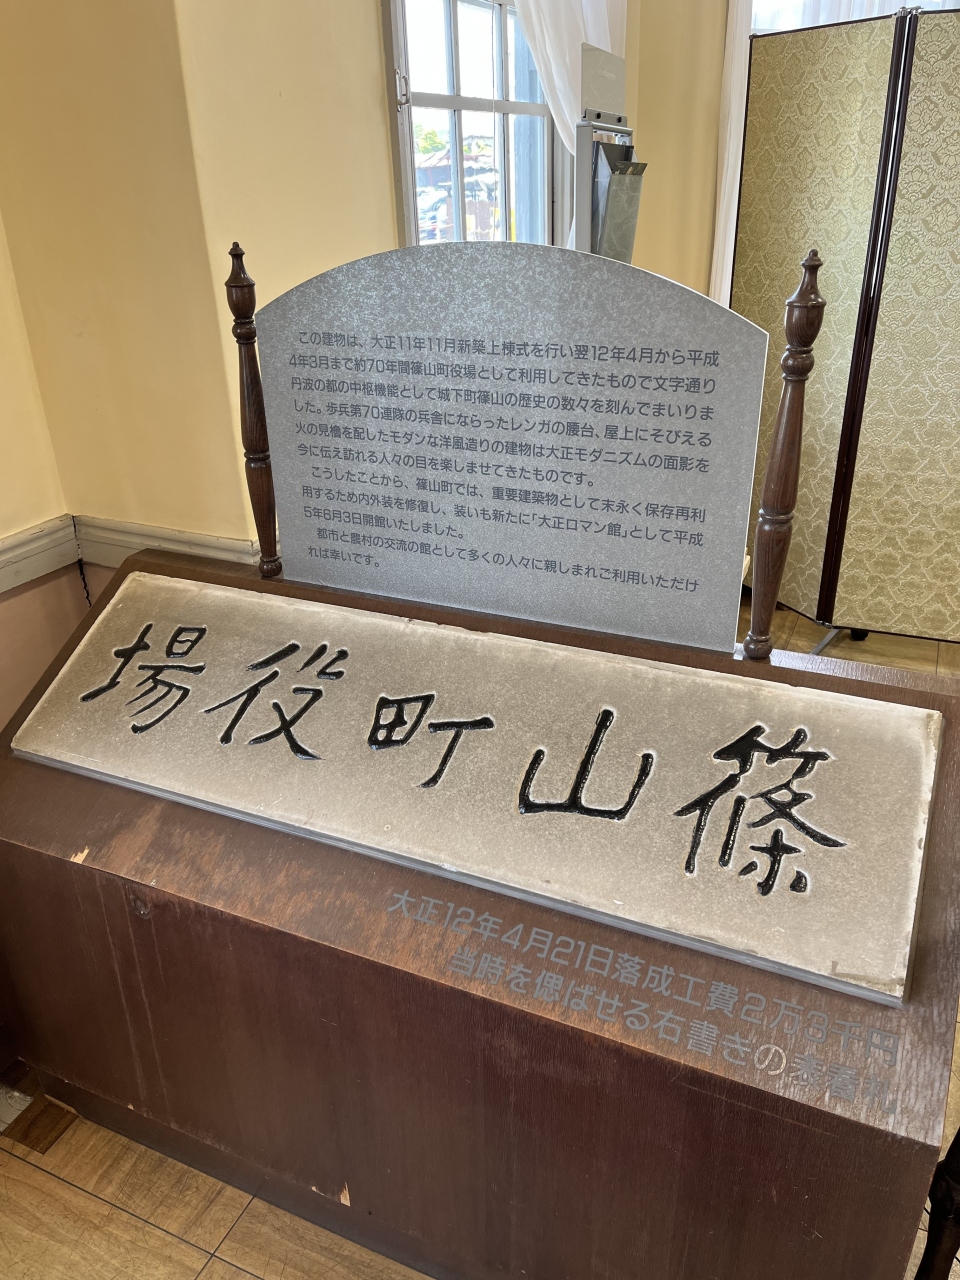 この建物は、大正11年11月新築上棟式を行い翌12年4月から平成
4年3月まで約70年間篠山町役場として利用してきたもので文字通り
丹波の都の中枢機能として城下町篠山の歴史の数々を刻んでまいりま
した。歩兵第70連隊の兵舎にならったレンガの腰台、屋上にそびえる
火の見櫓を配したモダンな洋風造りの建物は大正モダニズムの面影を
今に伝え訪れる人々の目を楽しませてきたものです。
こうしたことから、篠山町では、重要建築物として末永く保存再利
用するため内外装を修復し、装いも新たに「大正ロマン館」として平成
5年6月3日開館いたしました。
都市と農村の交流の館として多くの人々に親しまれご利用いただけ
れば幸いです。
篠山町役場
大正12年4月21日落成工費2万3千円
当時を偲ばせる右書きの